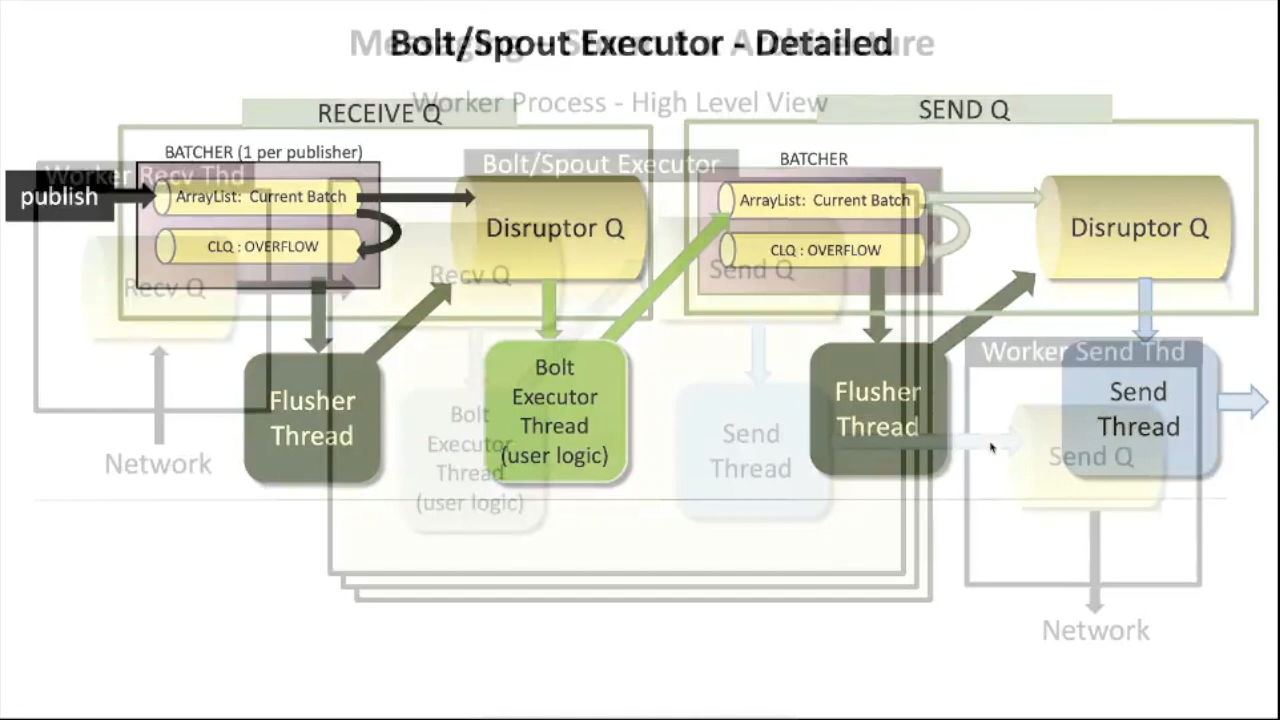 Bolt/Spout Executor - Detailed
Worker Process - High Level View
RECEIVE Q
SEND Q
BATCHER (1 per publisher)
BATCHER
Worker Recv Thd
Bolt/Spout Executor
publish
ArrayList: Current Batch
CLQ : OVERFLOW
Disruptor Q
ArrayList: Current Batch
CLQ : OVERFLOW
Disruptor Q
Recv Q
Recv Q
Send Q
Flusher
Thread
Bolt
Executor
Thread
(user logic)
Flusher
Thread
Worker Send Thd
Send
Thread
Bolt
Executor
Thread
(user logic)
Send
Thread
Send Q
Network
Network